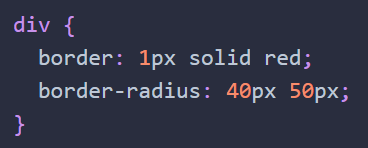 div {
  border: 1px solid red;
  border-radius: 40px 50px;
}